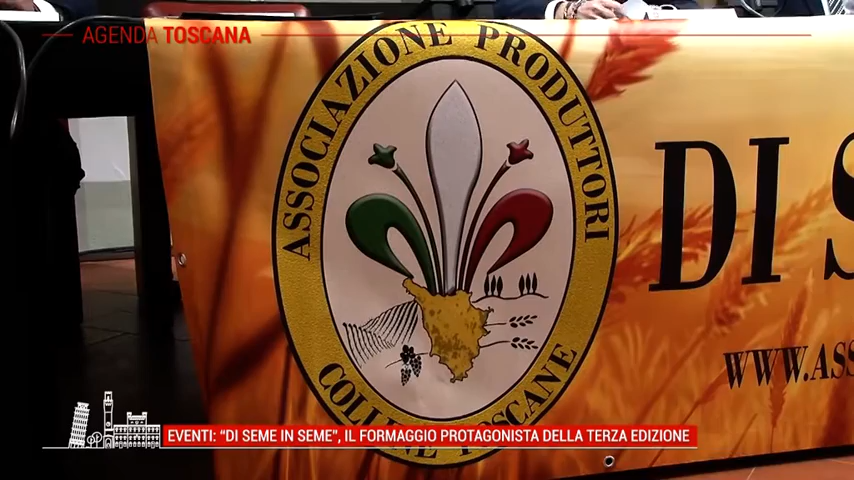 AGENDA TOSCANA
ASSOCIAZIONE PRODUTTORI
COLLINE TOSCANE
DI S
WWW.ASS
EVENTI: “DI SEME IN SEME”, IL FORMAGGIO PROTAGONISTA DELLA TERZA EDIZIONE